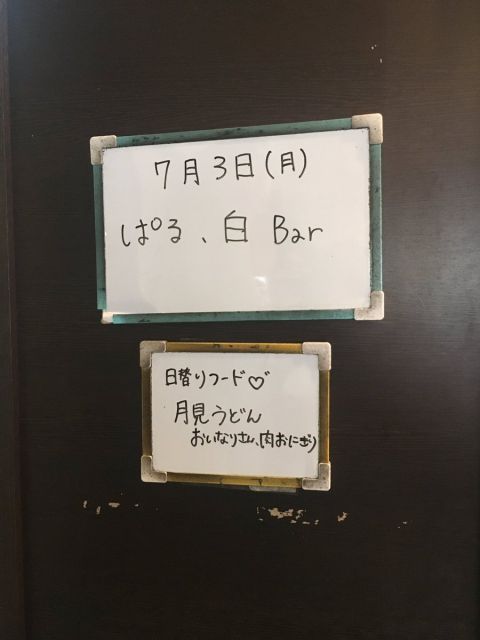 7月3日(月)
ぱる、白 Bar
日替りフード♡
月見うどん
おいなりさん、肉おにぎり